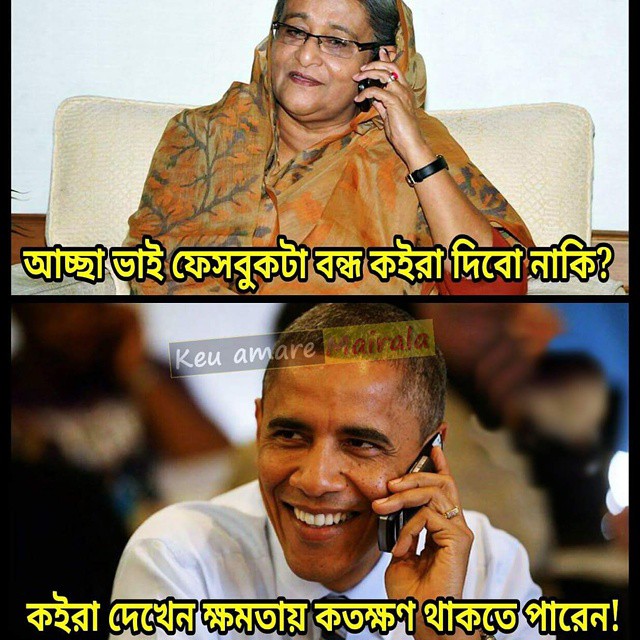 আচ্ছা ভাই ফেসবুকটা বন্ধ কইরা দিবো নাকি?
Keu amare Mairala
কইরা দেখেন ক্ষমতায় কতক্ষণ থাকতে পারেন!